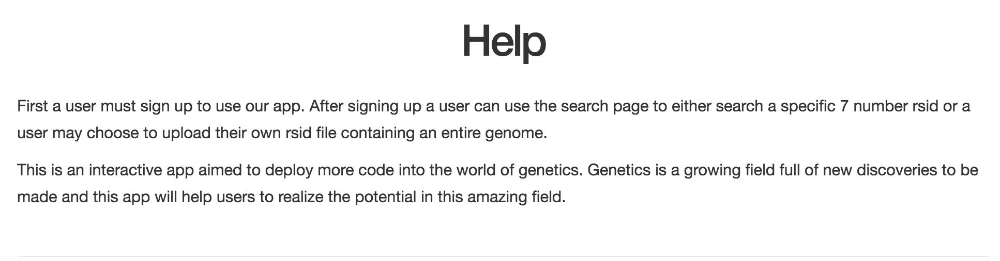 Help
First a user must sign up to use our app. After signing up a user can use the search page to either search a specific 7 number rsid or a
user may choose to upload their own rsid file containing an entire genome.
This is an interactive app aimed to deploy more code into the world of genetics. Genetics is a growing field full of new discoveries to be
made and this app will help users to realize the potential in this amazing field.